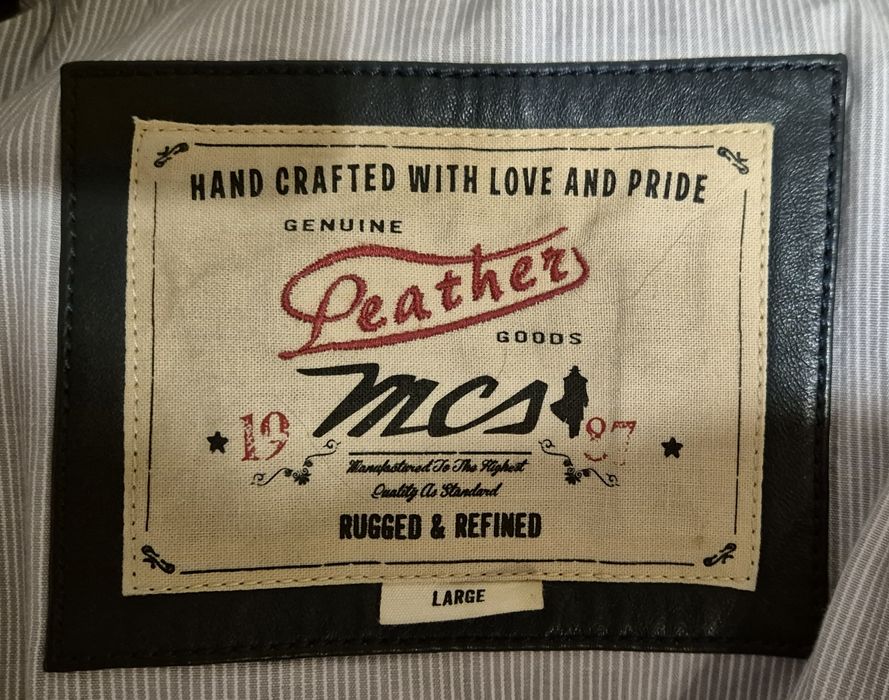 HAND CRAFTED WITH LOVE AND PRIDE
GENUINE
Leather
GOODS
mcs
19 87
Manufactured To The Highest
Quality As Standard
RUGGED & REFINED
LARGE